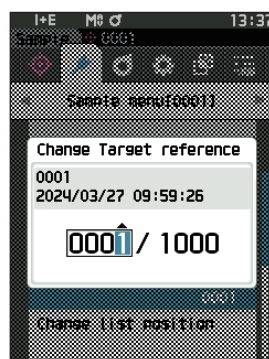 I+E M0 13:37
Sample 0001
Sample menu[0001]
Change Target reference
0001
2024/03/27 09:59:26
0001 / 1000
0001
Change list position